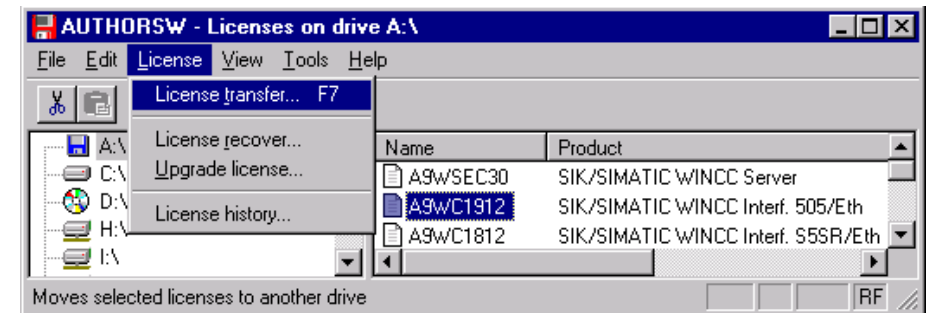 AUTHORSW - Licenses on drive A:\
File Edit License View Tools Help
License transfer... F7
License recover...
Upgrade license...
License history...
A:\
C:\
D:\
H:\
I:\
Name Product
A9WSEC30 SIK/SIMATIC WINCC Server
A9WC1912 SIK/SIMATIC WINCC Interf. 505/Eth
A9WC1812 SIK/SIMATIC WINCC Interf. S5SR/Eth
Moves selected licenses to another drive RF